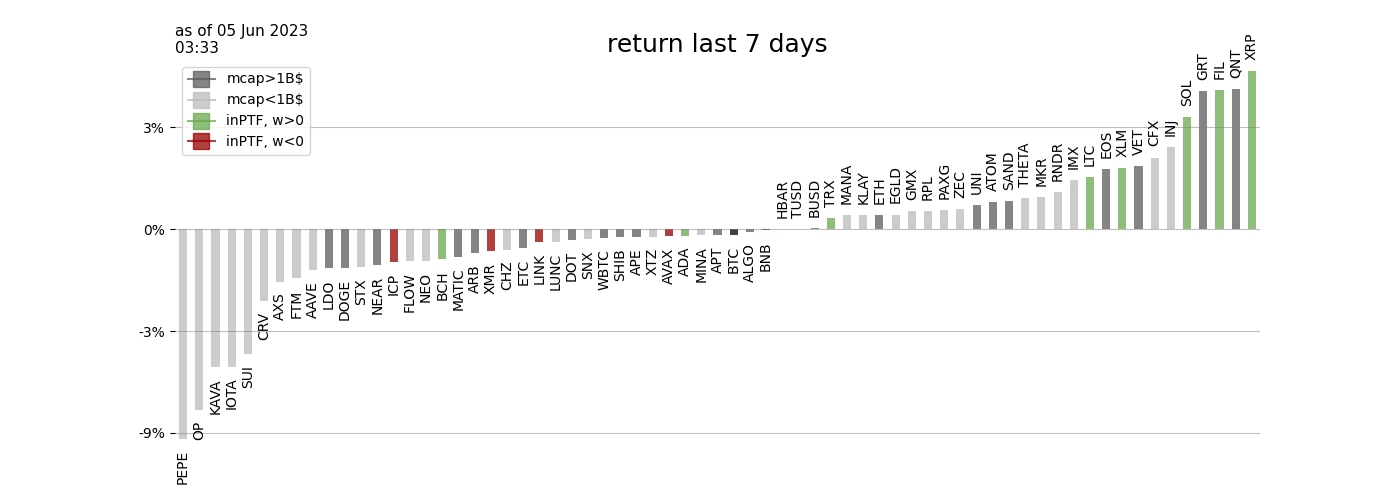 as of 05 Jun 2023
03:33
return last 7 days
mcap>1B$
mcap<1B$
inPTF, w>0
inPTF, w<0
3%
0%
-3%
-9%
PEPE
OP
KAVA
IOTA
SUI
CRV
AXS
FTM
AAVE
LDO
DOGE
STX
NEAR
ICP
FLOW
NEO
BCH
MATIC
ARB
XMR
CHZ
ETC
LINK
LUNC
DOT
SNX
WBTC
SHIB
APE
XTZ
AVAX
ADA
MINA
APT
BTC
ALGO
BNB
HBAR
TUSD
BUSD
TRX
MANA
KLAY
ETH
EGLD
GMX
RPL
PAXG
ZEC
UNI
ATOM
SAND
THETA
MKR
RNDR
IMX
LTC
EOS
XLM
VET
CFX
INJ
SOL
GRT
FIL
QNT
XRP